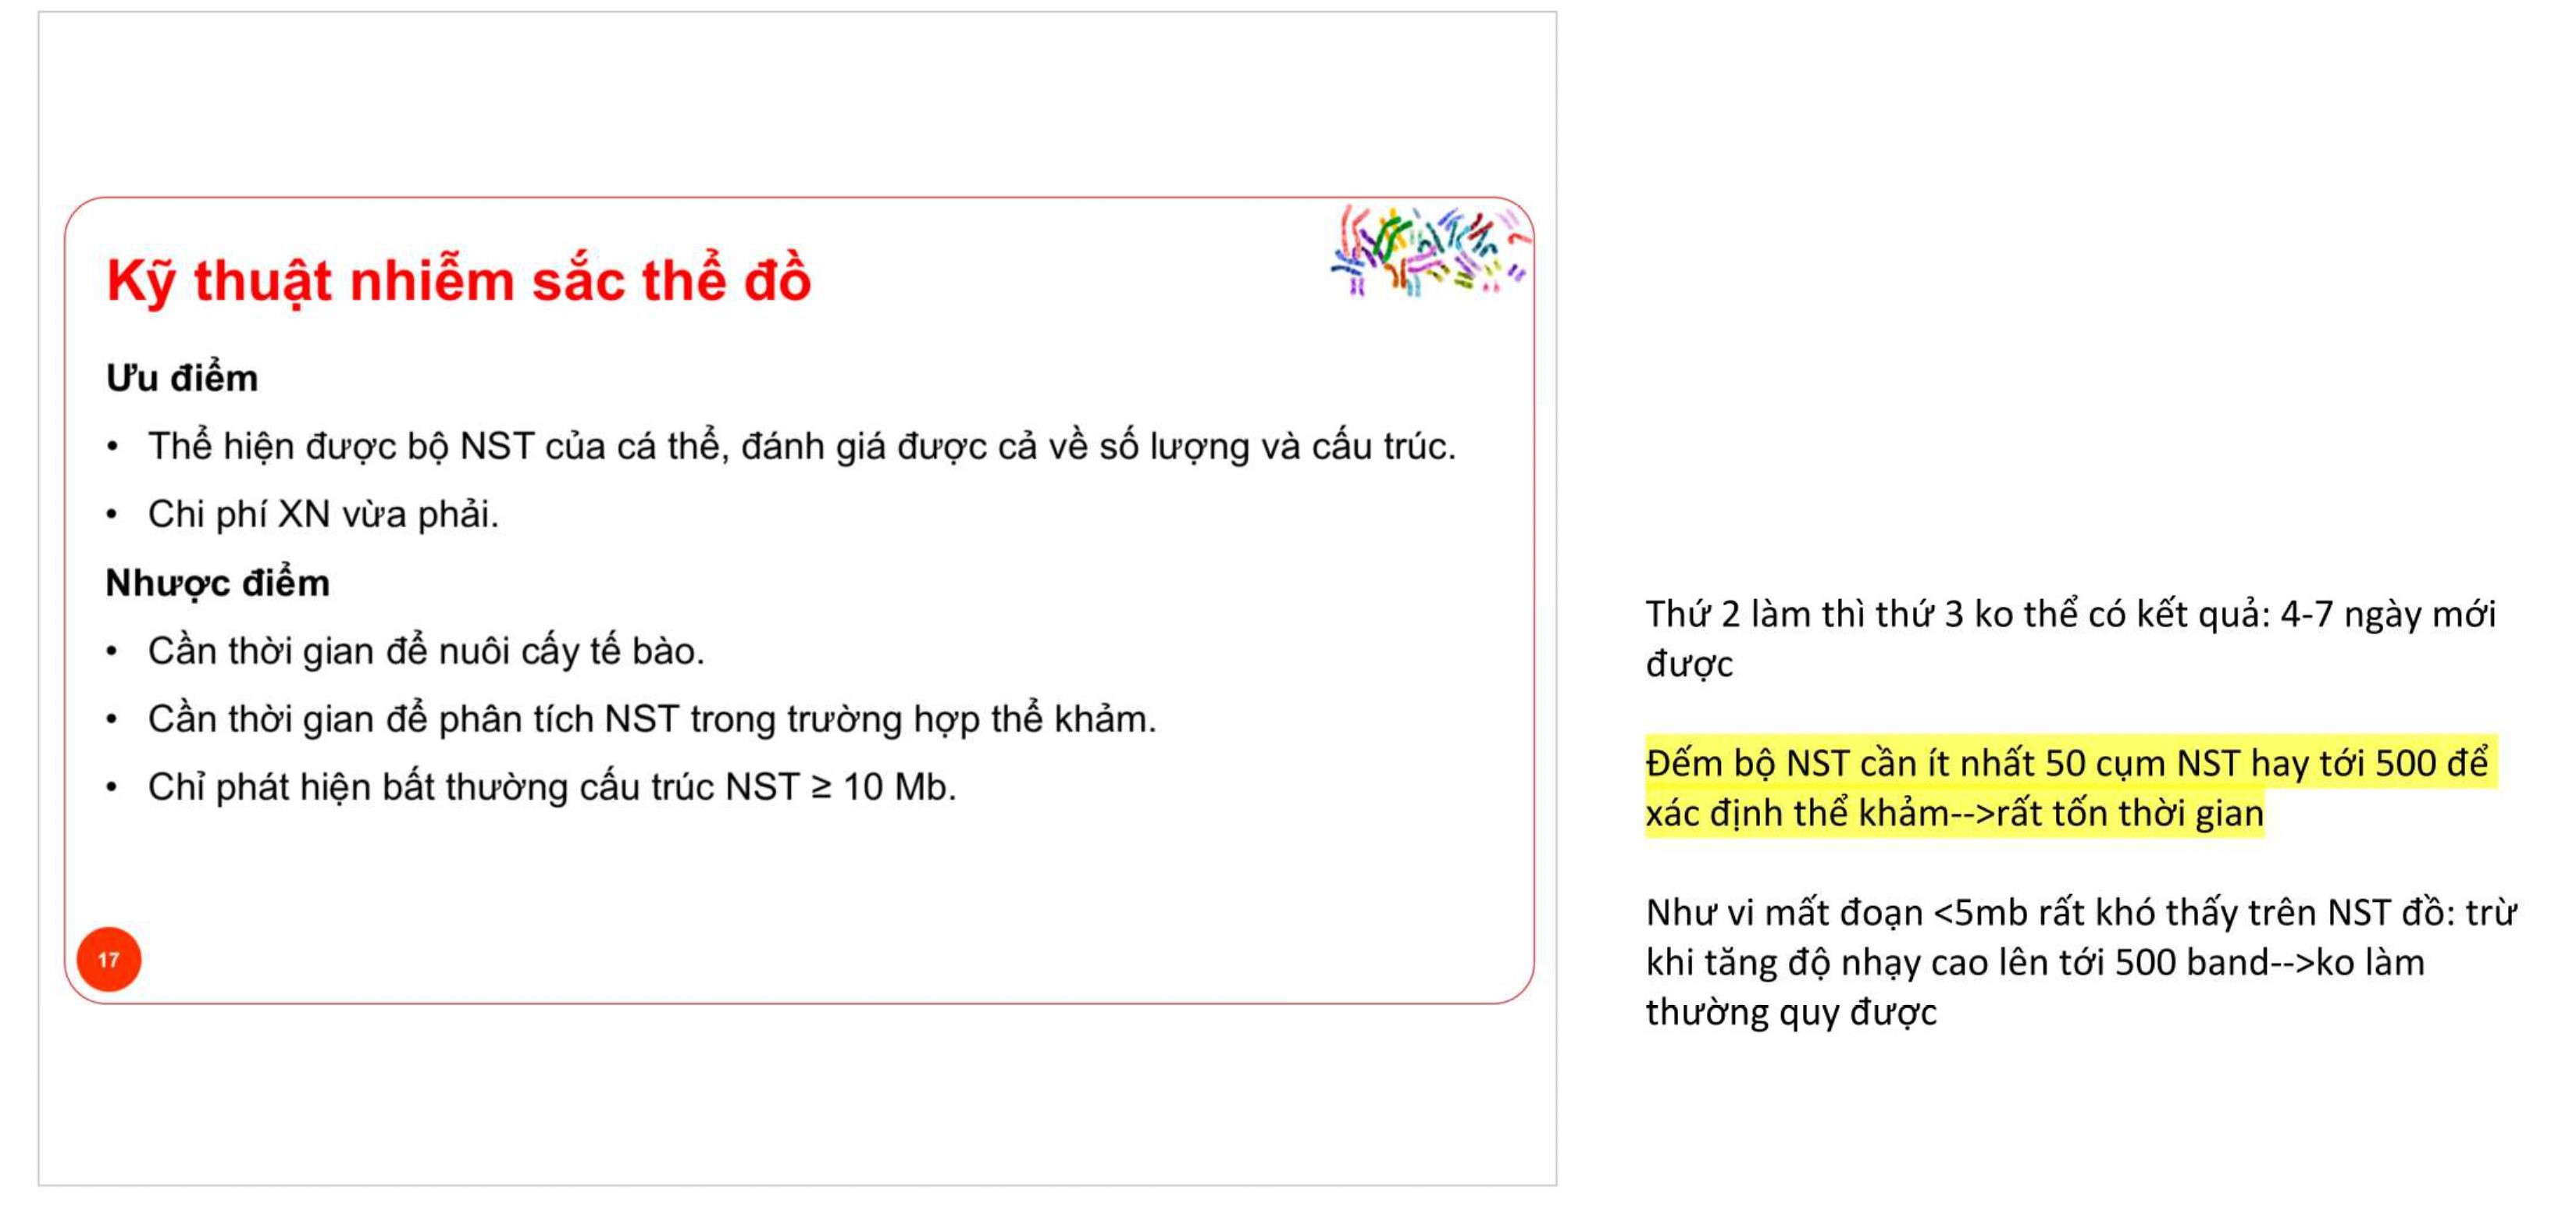 Kỹ thuật nhiễm sắc thể đồ
Ưu điểm
• Thể hiện được bộ NST của cá thể, đánh giá được cả về số lượng và cấu trúc.
• Chi phí XN vừa phải.
Nhược điểm
• Cần thời gian để nuôi cấy tế bào.
• Cần thời gian để phân tích NST trong trường hợp thể khảm.
• Chỉ phát hiện bất thường cấu trúc NST ≥ 10 Mb.
17
Thứ 2 làm thì thứ 3 ko thể có kết quả: 4-7 ngày mới
được
Đếm bộ NST cần ít nhất 50 cụm NST hay tới 500 để
xác định thể khảm-->rất tốn thời gian
Như vi mất đoạn <5mb rất khó thấy trên NST đồ: trừ
khi tăng độ nhạy cao lên tới 500 band-->ko làm
thường quy được